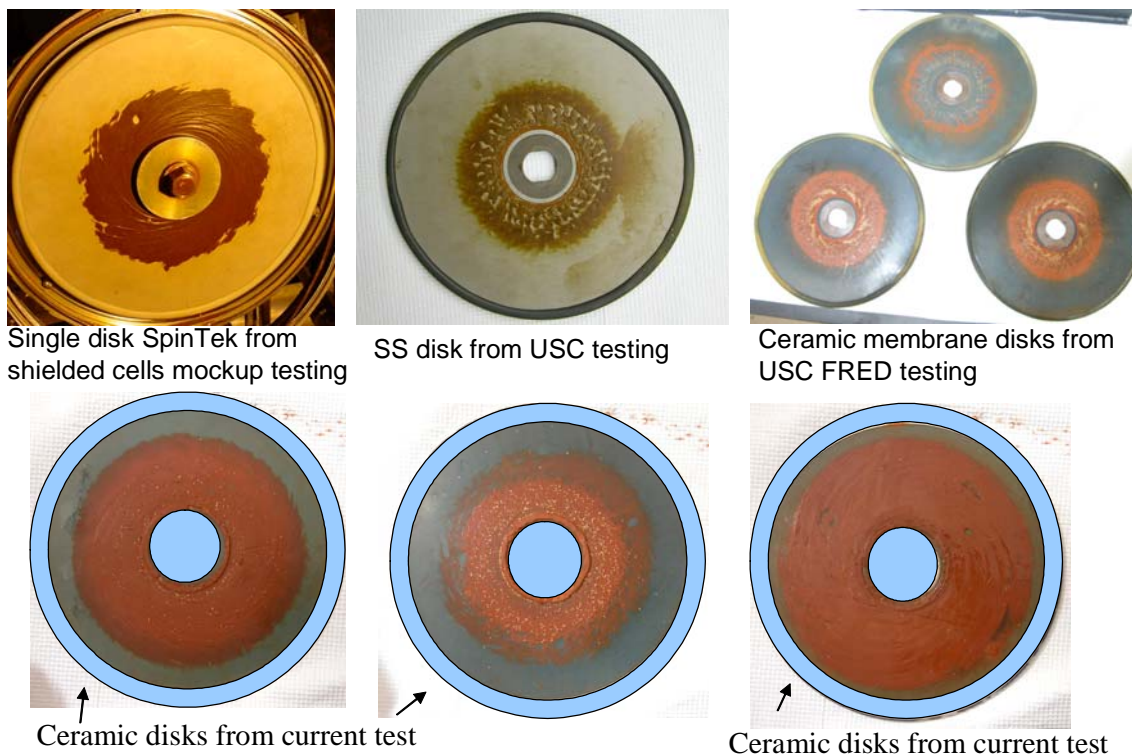 Single disk SpinTek from
shielded cells mockup testing
SS disk from USC testing
Ceramic membrane disks from
USC FRED testing
Ceramic disks from current test
Ceramic disks from current test